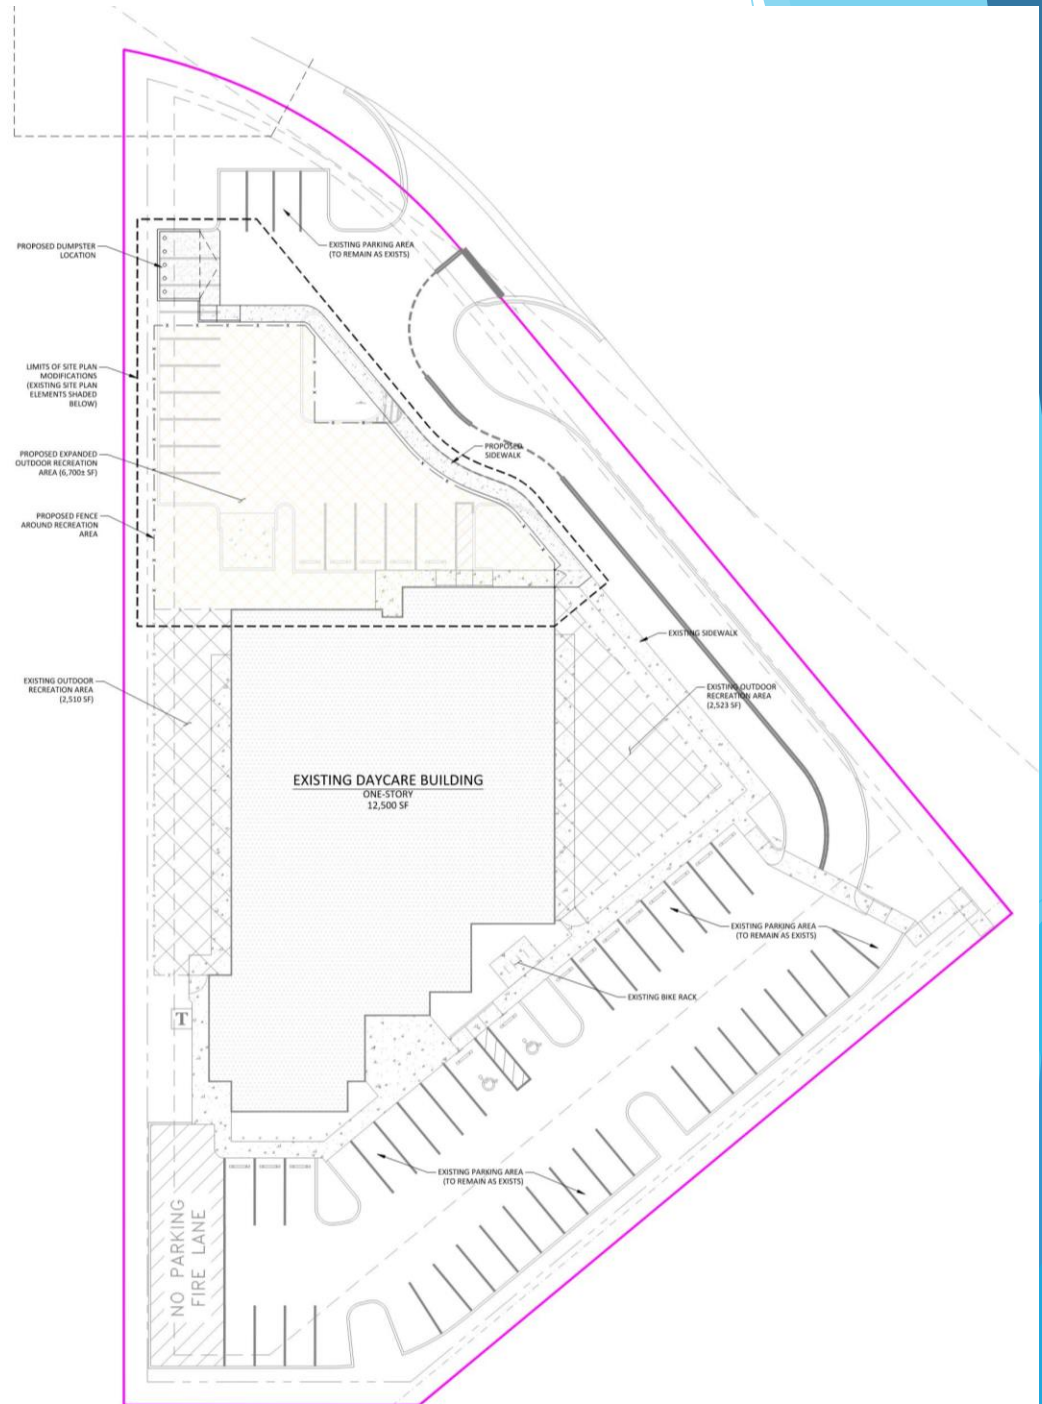 EXISTING PARKING AREA
(TO REMAIN AS EXISTS)
PROPOSED DUMPSTER
LOCATION
LIMITS OF SITE PLAN
MODIFICATIONS
(EXISTING SITE PLAN
ELEMENTS SHADED
BELOW)
PROPOSED
SIDEWALK
PROPOSED EXPANDED
OUTDOOR RECREATION
AREA (6,700± SF)
PROPOSED FENCE
AROUND RECREATION
AREA
EXISTING SIDEWALK
EXISTING OUTDOOR
RECREATION AREA
(2,510 SF)
EXISTING OUTDOOR
RECREATION AREA
(2,523 SF)
EXISTING DAYCARE BUILDING
ONE-STORY
12,500 SF
EXISTING PARKING AREA
(TO REMAIN AS EXISTS)
EXISTING BIKE RACK
T
EXISTING PARKING AREA
(TO REMAIN AS EXISTS)
NO PARKING
FIRE LANE